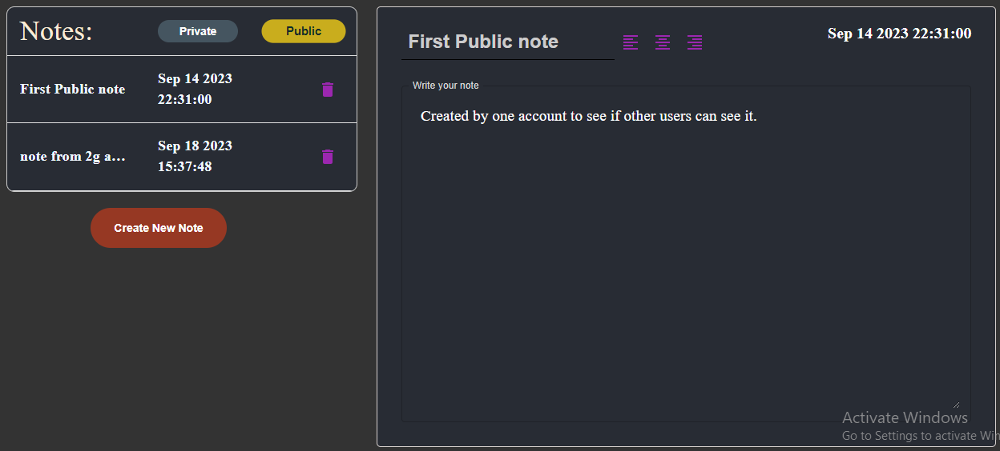 Notes:
Private
Public
First Public note
Sep 14 2023
22:31:00
note from 2g a...
Sep 18 2023
15:37:48
Create New Note
First Public note
Sep 14 2023 22:31:00
Write your note
Created by one account to see if other users can see it.
Activate Windows
Go to Settings to activate Win